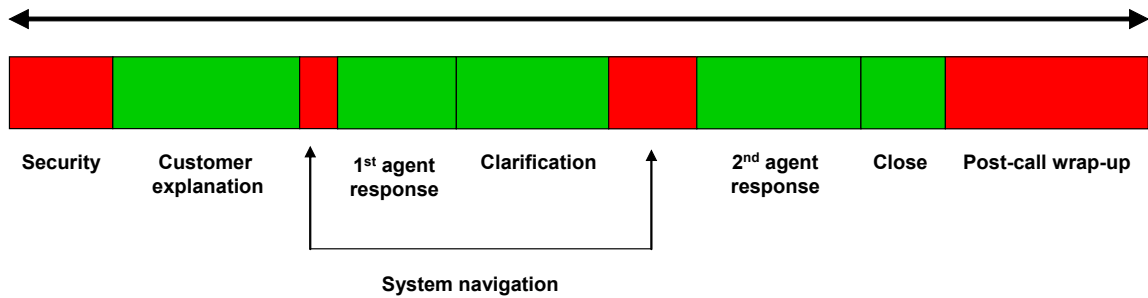 Security
Customer
explanation
1st agent
response
Clarification
2nd agent
response
Close
Post-call wrap-up
System navigation